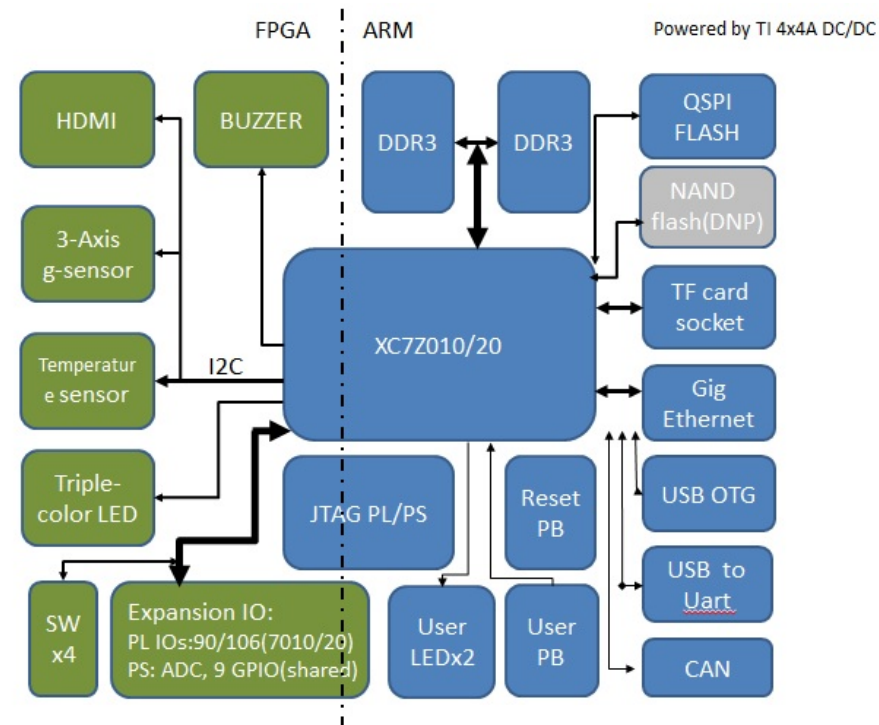 FPGA
ARM
Powered by TI 4x4A DC/DC
HDMI
BUZZER
DDR3
DDR3
QSPI
FLASH
NAND
flash(DNP)
3-Axis
g-sensor
TF card
socket
XC7Z010/20
Temperatur
e sensor
I2C
Gig
Ethernet
Triple-
color LED
JTAG PL/PS
Reset
PB
USB OTG
USB to
Uart
SW
x4
Expansion IO:
PL IOs:90/106(7010/20)
PS: ADC, 9 GPIO(shared)
User
LEDx2
User
PB
CAN